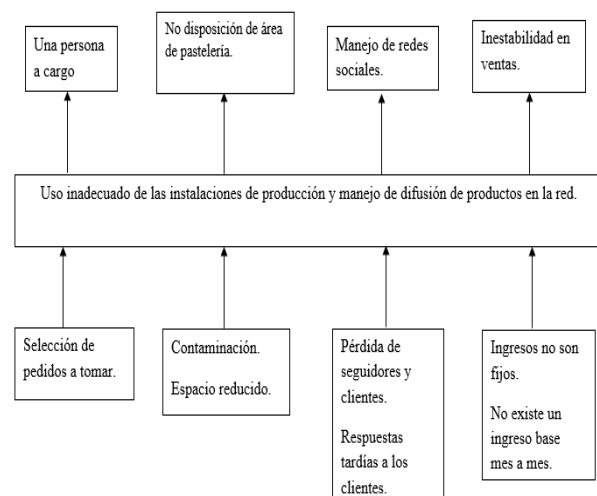 Una persona
a cargo
No disposición de área
de pastelería.
Manejo de redes
sociales.
Inestabilidad en
ventas.
Uso inadecuado de las instalaciones de producción y manejo de difusión de productos en la red.
Selección de
pedidos a tomar.
Contaminación.
Espacio reducido.
Pérdida de
seguidores y
clientes.
Respuestas
tardías a los
clientes.
Ingresos no son
fijos.
No existe un
ingreso base
mes a mes.